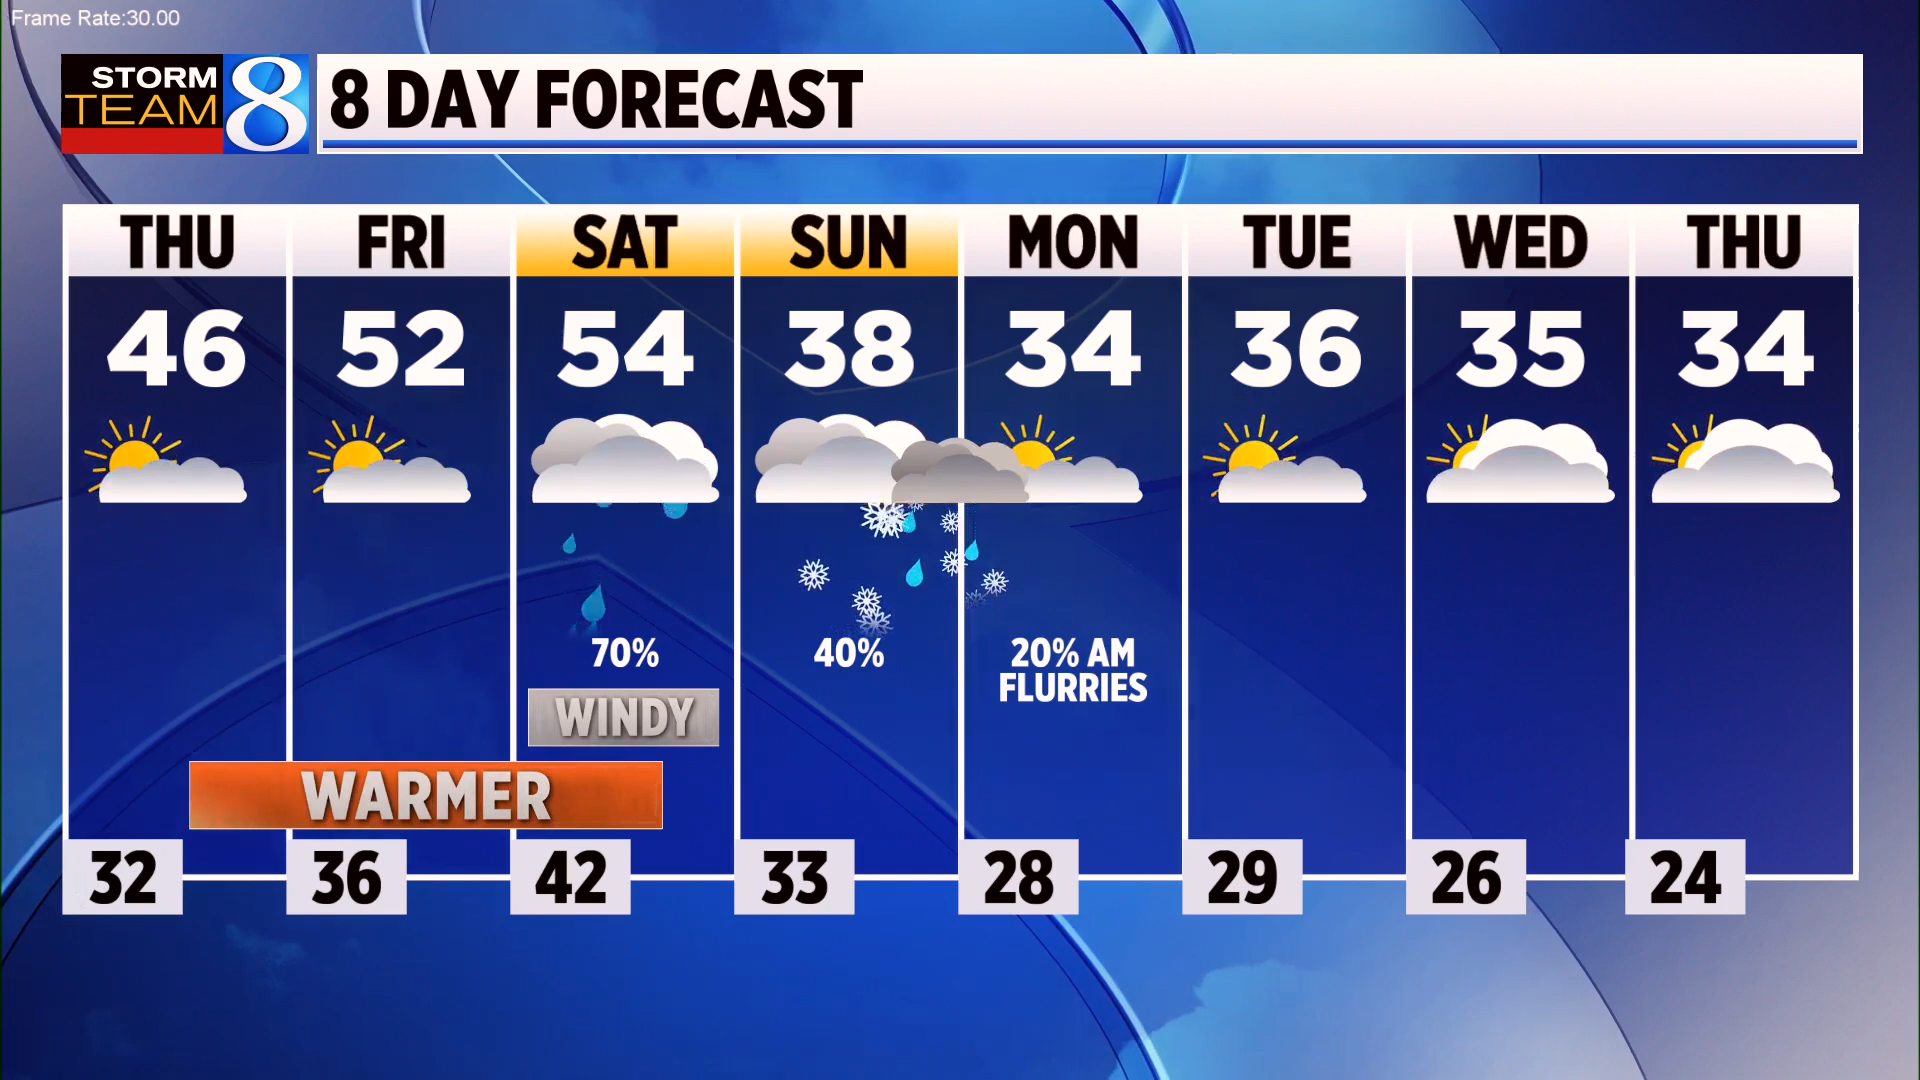 Frame Rate:30.00
STORM
TEAM
8
8 DAY FORECAST
THU FRI SAT SUN MON TUE WED THU
46 52 54 38 34 36 35 34
70% 40% 20% AM
FLURRIES
WINDY
WARMER
32 36 42 33 28 29 26 24